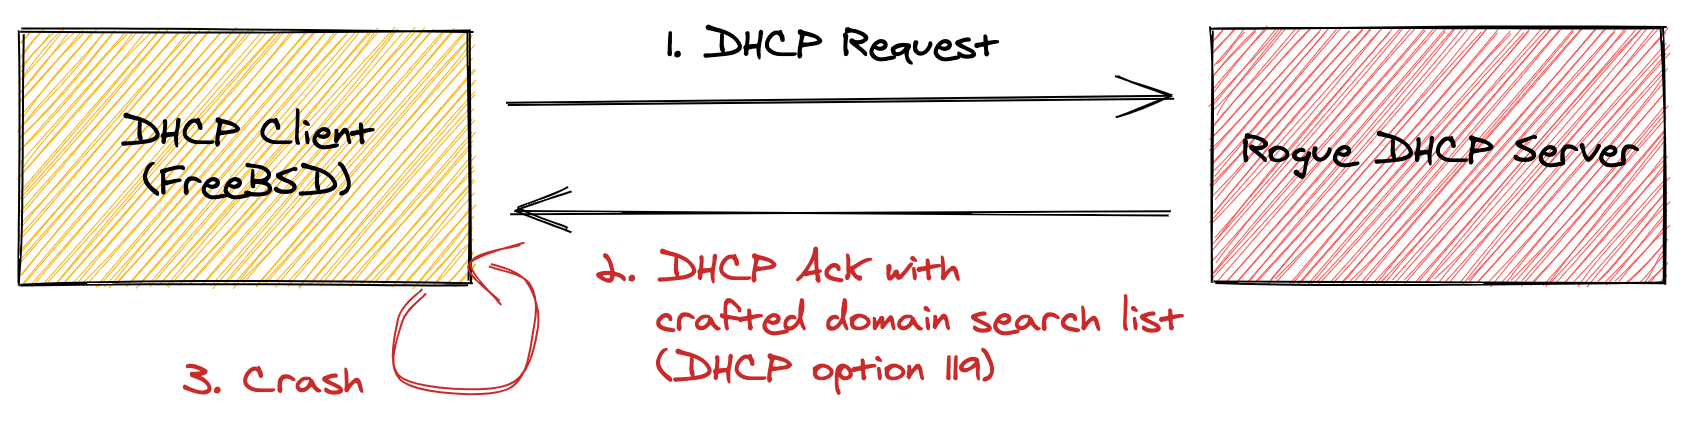 1. DHCP Request
DHCP Client
(FreeBSD)
Rogue DHCP Server
2. DHCP Ack with
crafted domain search list
(DHCP option 119)
3. Crash